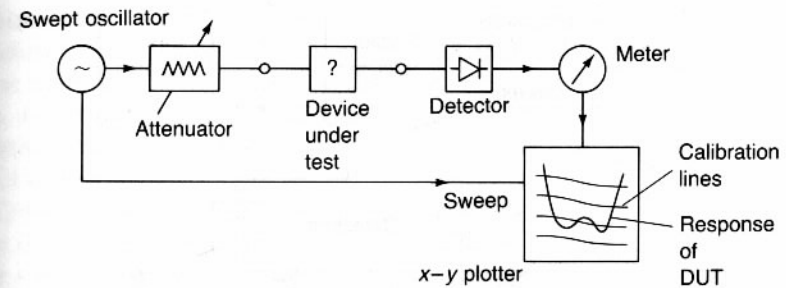 Swept oscillator
~
Attenuator
?
Device
under
test
Detector
Meter
Sweep
x–y plotter
Calibration
lines
Response
of
DUT